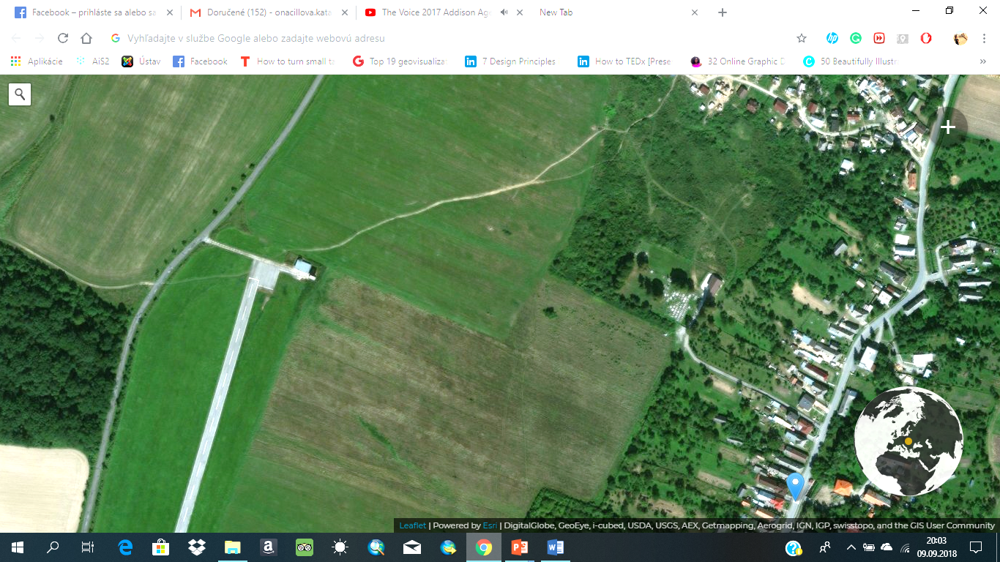 Facebook – prihláste sa alebo sa
Doručené (152) - onacillova.kata
The Voice 2017 Addison Ag
New Tab
Vyhľadajte v službe Google alebo zadajte webovú adresu
Aplikácie
AiS2
Ústav
Facebook
How to turn small ta
Top 19 geovisualiza
7 Design Principles
How to TEDx [Prese
32 Online Graphic D
50 Beautifully Illustr
»
Leaflet | Powered by Esri | DigitalGlobe, GeoEye, i-cubed, USDA, USGS, AEX, Getmapping, Aerogrid, IGN, IGP, swisstopo, and the GIS User Community
20:03
09.09.2018